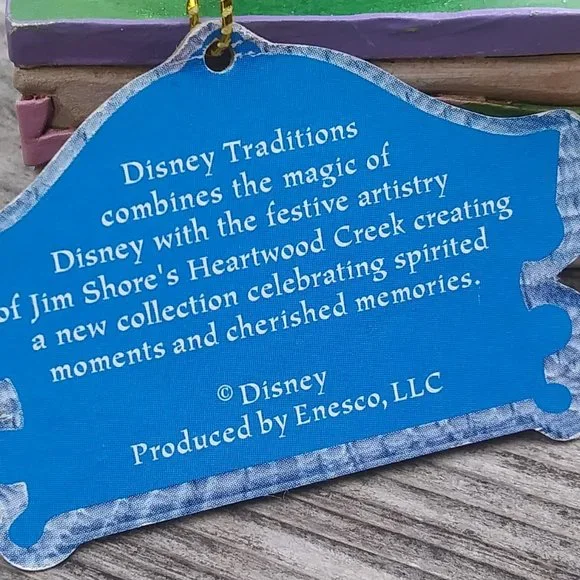 Disney Traditions
combines the magic of
Disney with the festive artistry
of Jim Shore's Heartwood Creek creating
a new collection celebrating spirited
moments and cherished memories.
© Disney
Produced by Enesco, LLC